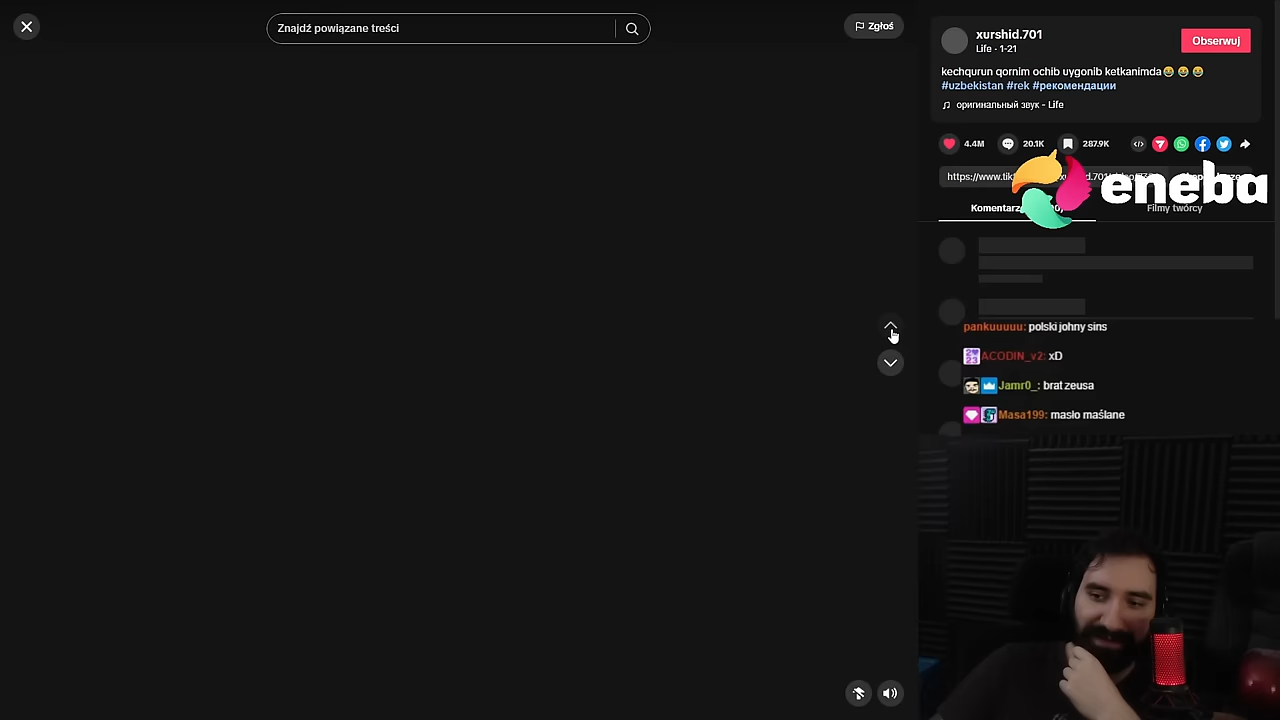 Znajdź powiązane treści
Zgłoś
xurshid.701
Life · 1-21
Obserwuj
kechqurun qornim ochib uygonib ketkanimda😂 😂 😂
#uzbekistan #rek #рекомендации
оригинальный звук - Life
4.4M
20.1K
287.9K
https://www.tik
eneba
Komentarz
Filmy twórcy
pankuuuuu: polski johny sins
ACODIN_v2: xD
Jamr0_: brat zeusa
Masa199: masło maślane